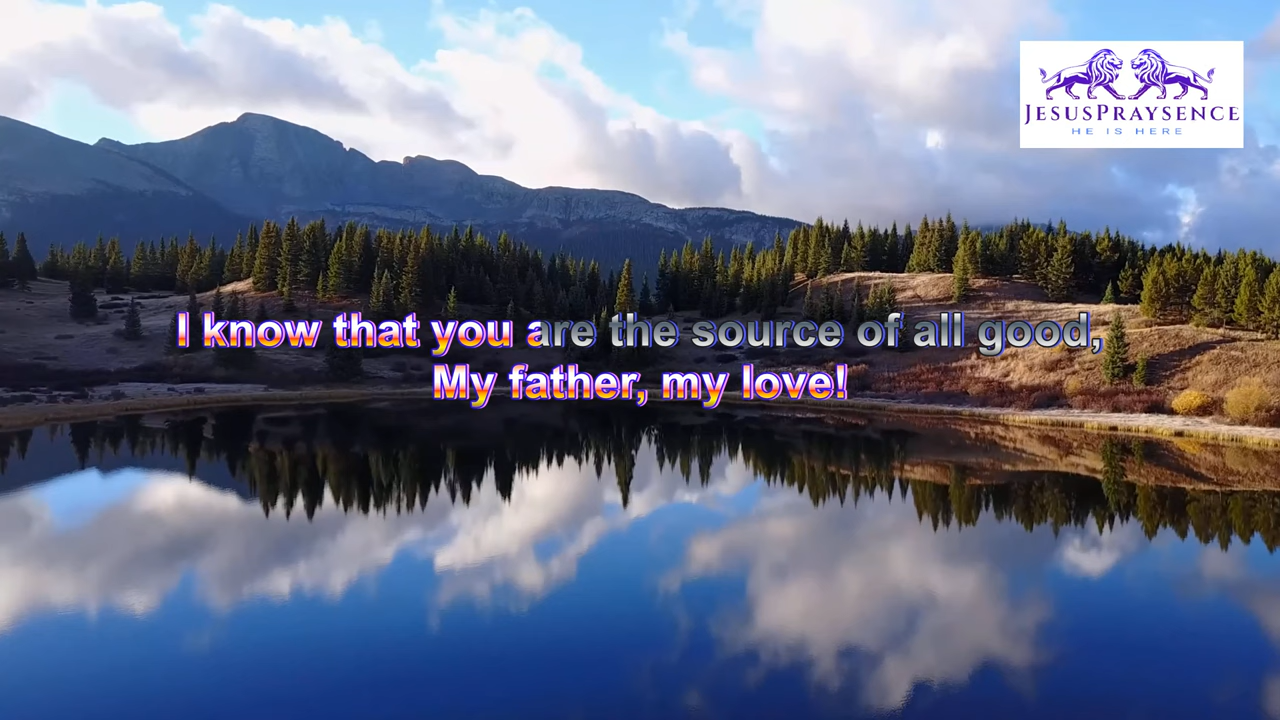 JESUSPRAYSENCE
HE IS HERE
I know that you are the source of all good,
My father, my love!